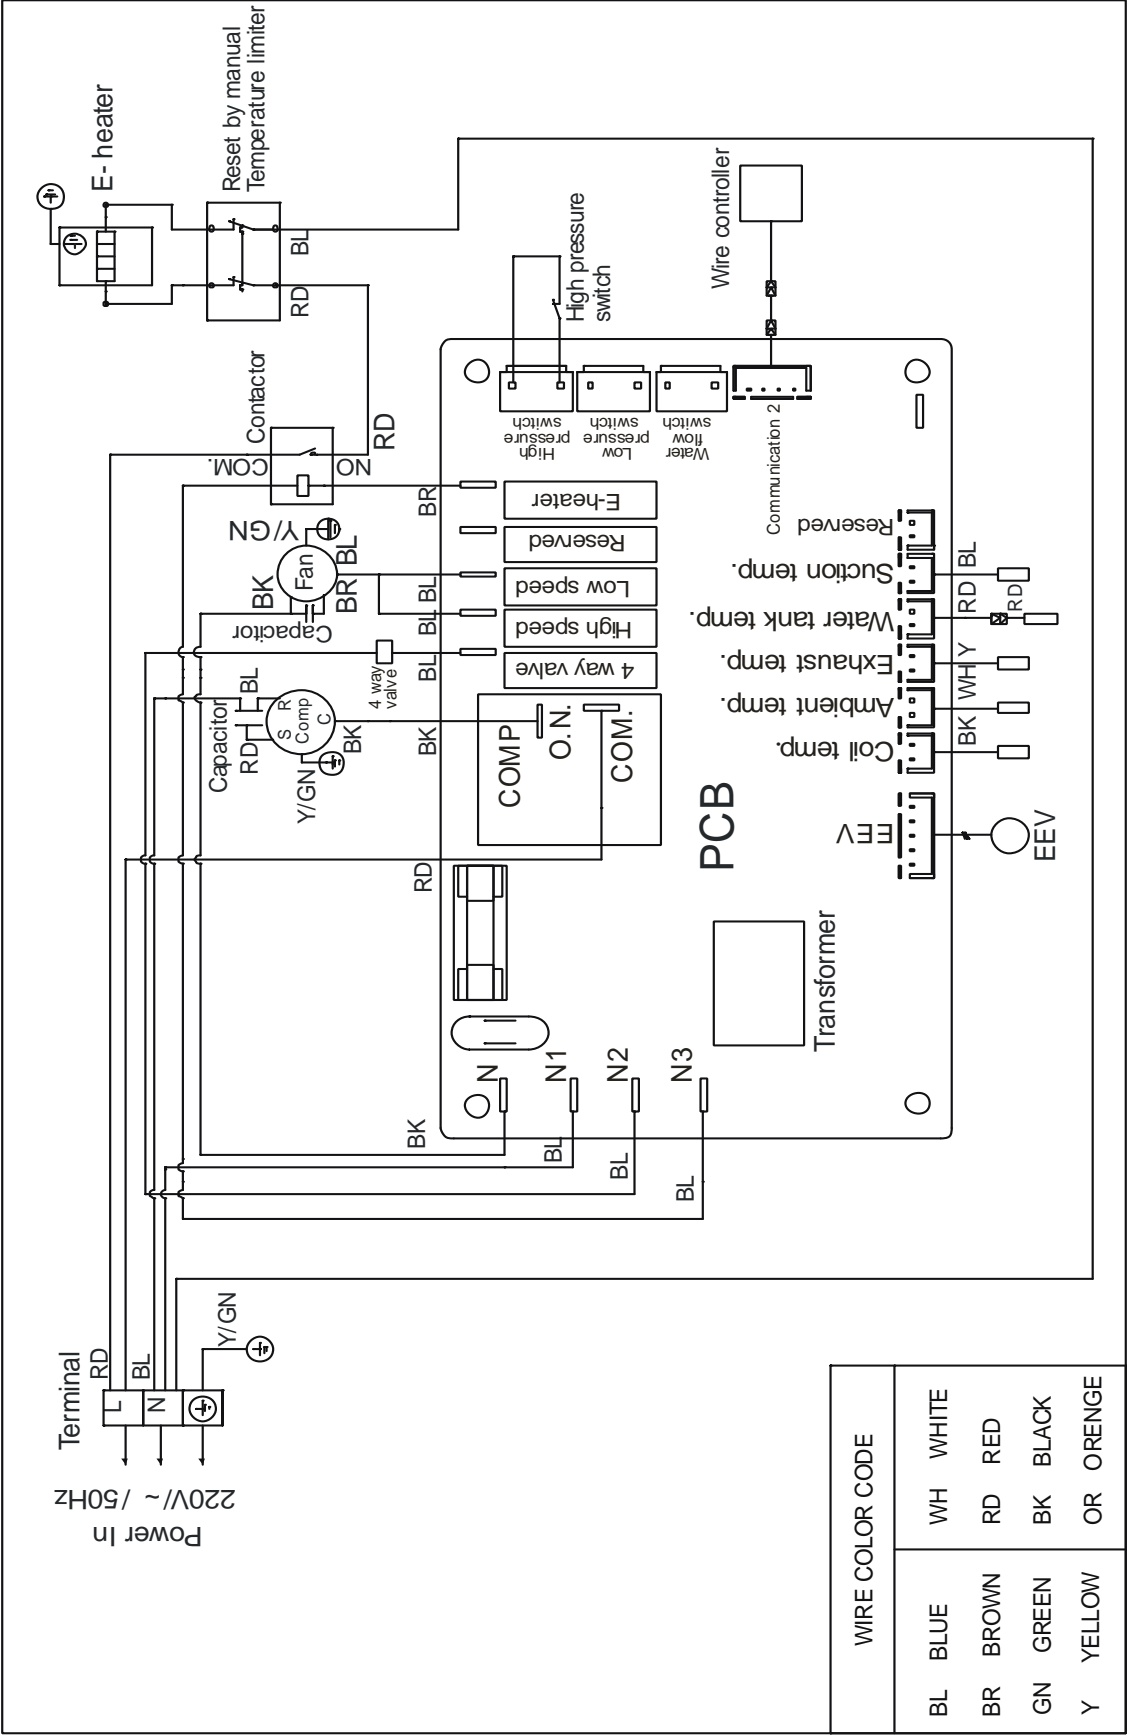 Power In
220V/~ /50Hz
Terminal
L
N
RD
BL
Y/GN
E- heater
Reset by manual
Temperature limiter
RD
BL
Contactor
COM.
NO
RD
Y/GN
BK
Fan
BL
BR
Capacitor
Capacitor
RD
BL
S
R
Comp
C
Y/GN
BK
4 way
valve
BK
BL
BL
BL
BR
RD
4 way valve
High speed
Low speed
Reserved
E-heater
COMP
O.N.
COM.
High
pressure
switch
Low
pressure
switch
Water
flow
switch
High pressure
switch
Communication 2
Wire controller
PCB
Transformer
N
N1
N2
N3
BK
BL
BL
BL
EEV
Coil temp.
Ambient temp.
Exhaust temp.
Water tank temp.
Suction temp.
Reserved
EEV
BK
WH
Y
RD
RD
BL
WIRE COLOR CODE
BL BLUE WH WHITE
BR BROWN RD RED
GN GREEN BK BLACK
Y YELLOW OR ORENGE